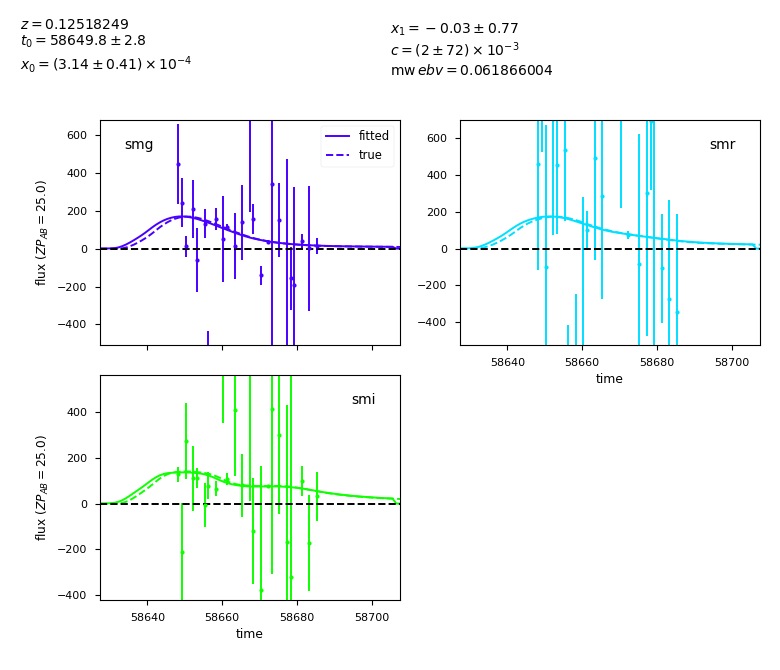 z = 0.12518249
t₀ = 58649.8 ± 2.8
x₀ = (3.14 ± 0.41) × 10⁻⁴
x₁ = −0.03 ± 0.77
c = (2 ± 72) × 10⁻³
mw ebv = 0.061866004
smg
fitted
true
600
400
200
0
−200
−400
flux (ZP_AB = 25.0)
smr
600
400
200
0
−200
−400
58640 58660 58680 58700
time
smi
400
200
0
−200
−400
flux (ZP_AB = 25.0)
58640 58660 58680 58700
time